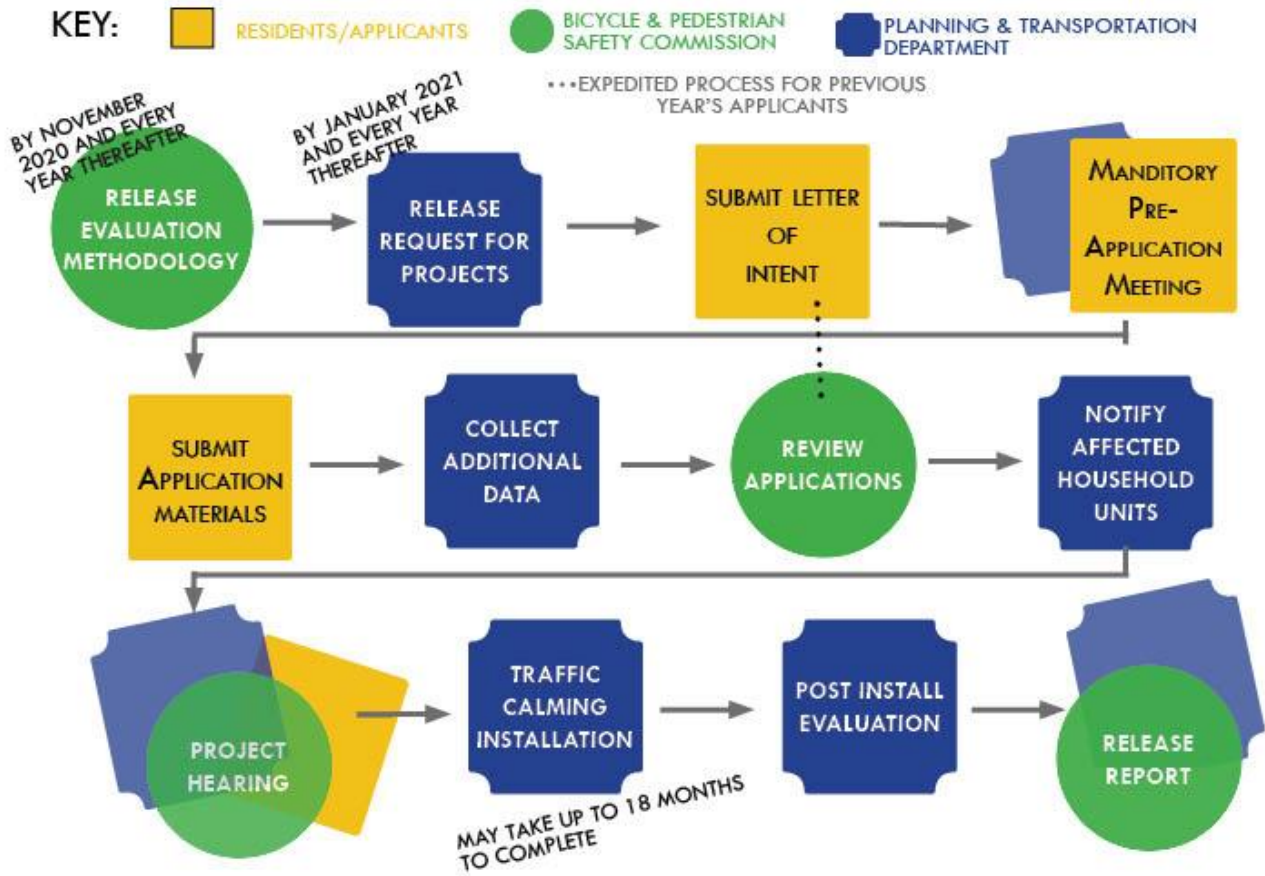 KEY:
RESIDENTS/APPLICANTS
BICYCLE & PEDESTRIAN
SAFETY COMMISSION
PLANNING & TRANSPORTATION
DEPARTMENT
•••EXPEDITED PROCESS FOR PREVIOUS
YEAR'S APPLICANTS
BY NOVEMBER
2020 AND EVERY
YEAR THEREAFTER
RELEASE
EVALUATION
METHODOLOGY
BY JANUARY 2021
AND EVERY YEAR
THEREAFTER
RELEASE
REQUEST FOR
PROJECTS
SUBMIT LETTER
OF
INTENT
MANDITORY
PRE-
APPLICATION
MEETING
SUBMIT
APPLICATION
MATERIALS
COLLECT
ADDITIONAL
DATA
REVIEW
APPLICATIONS
NOTIFY
AFFECTED
HOUSEHOLD
UNITS
PROJECT
HEARING
TRAFFIC
CALMING
INSTALLATION
MAY TAKE UP TO 18 MONTHS
TO COMPLETE
POST INSTALL
EVALUATION
RELEASE
REPORT